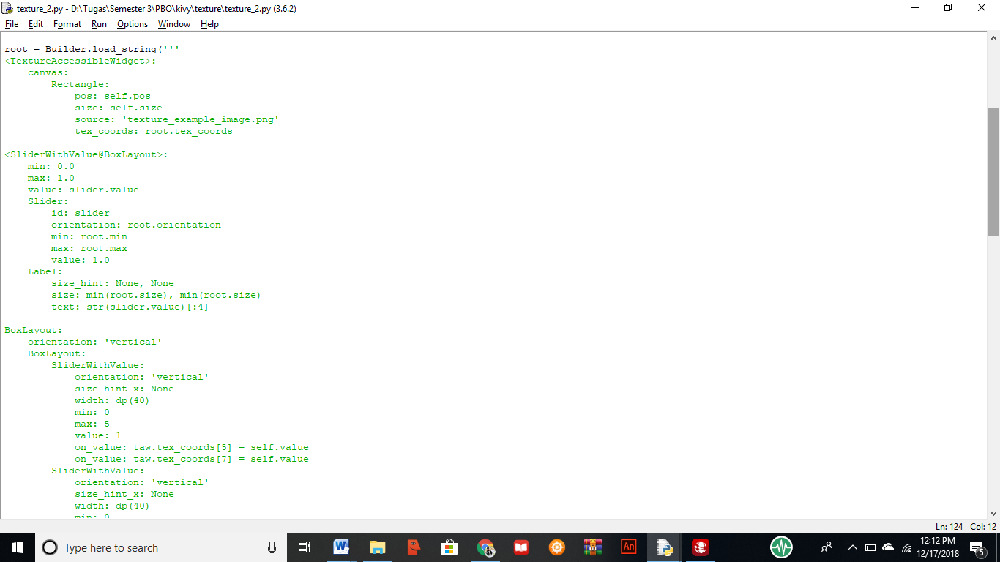 texture_2.py - D:\Tugas\Semester 3\PBO\kivy\texture\texture_2.py (3.6.2)
File Edit Format Run Options Window Help
root = Builder.load_string('''
<TextureAccessibleWidget>:
    canvas:
        Rectangle:
            pos: self.pos
            size: self.size
            source: 'texture_example_image.png'
            tex_coords: root.tex_coords
<SliderWithValue@BoxLayout>:
    min: 0.0
    max: 1.0
    value: slider.value
    Slider:
        id: slider
        orientation: root.orientation
        min: root.min
        max: root.max
        value: 1.0
    Label:
        size_hint: None, None
        size: min(root.size), min(root.size)
        text: str(slider.value)[:4]
BoxLayout:
    orientation: 'vertical'
    BoxLayout:
        SliderWithValue:
            orientation: 'vertical'
            size_hint_x: None
            width: dp(40)
            min: 0
            max: 5
            value: 1
            on_value: taw.tex_coords[5] = self.value
            on_value: taw.tex_coords[7] = self.value
        SliderWithValue:
            orientation: 'vertical'
            size_hint_x: None
            width: dp(40)
            min: 0
Ln: 124 Col: 12
Type here to search
An
12:12 PM
12/17/2018
5